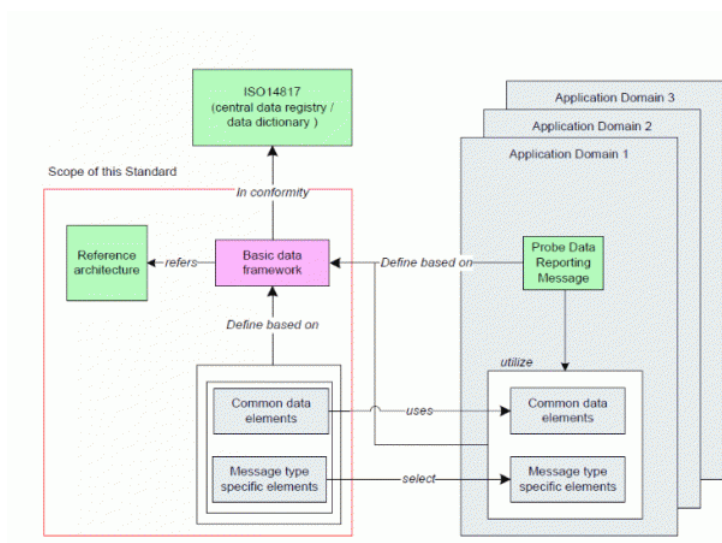 ISO14817
(central data registry /
data dictionary )
Application Domain 3
Application Domain 2
Application Domain 1
Scope of this Standard
In conformity
Reference
architecture
refers
Basic data
framework
Define based on
Probe Data
Reporting
Message
Define based on
utilize
Common data
elements
uses
Common data
elements
Message type
specific elements
select
Message type
specific elements